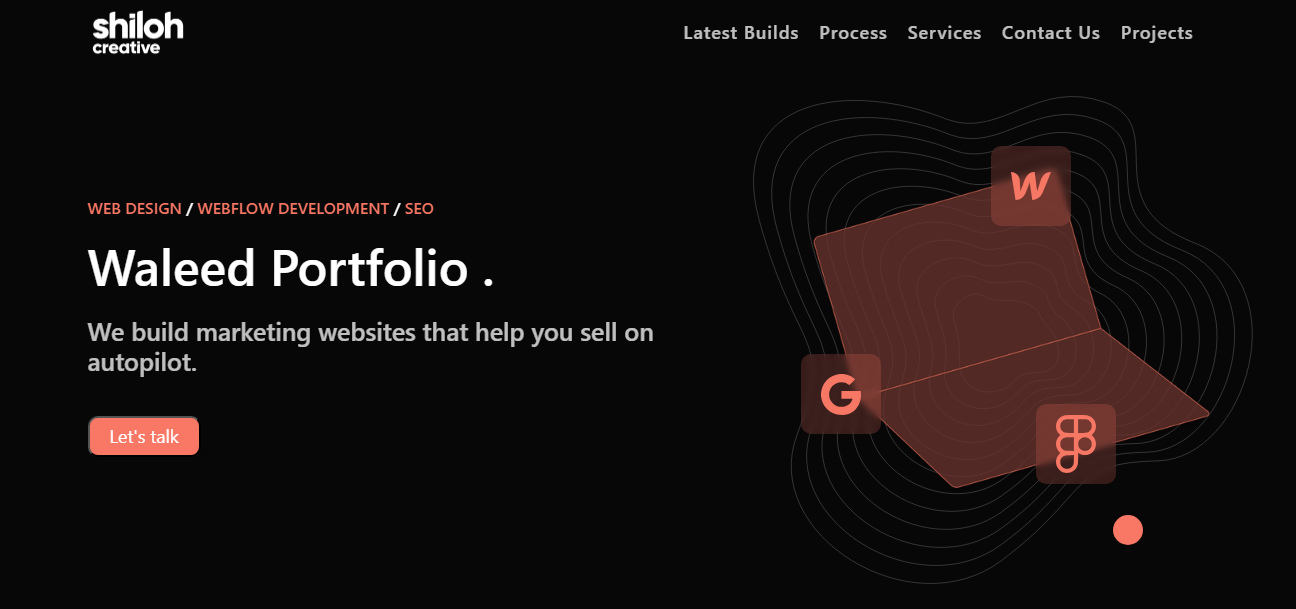 shiloh
creative
Latest Builds Process Services Contact Us Projects
WEB DESIGN / WEBFLOW DEVELOPMENT / SEO
Waleed Portfolio .
We build marketing websites that help you sell on
autopilot.
Let's talk
W
G